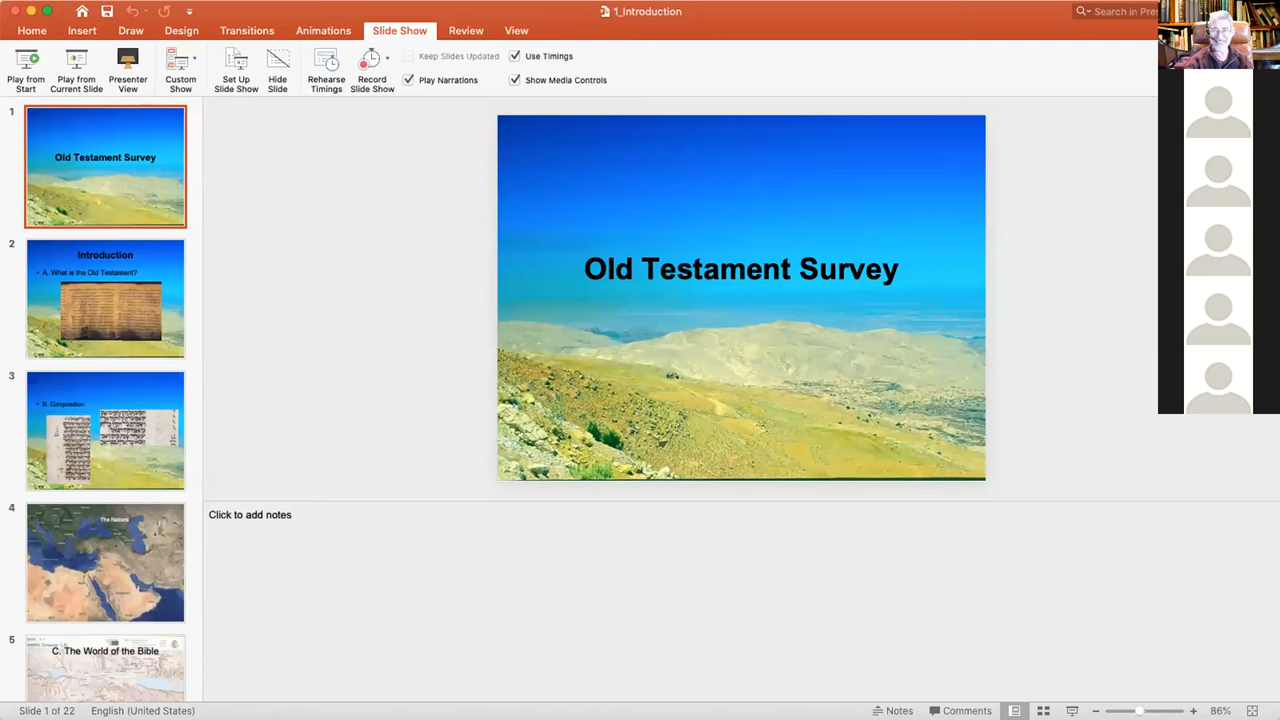 1_Introduction
Search in Pres
Home Insert Draw Design Transitions Animations Slide Show Review View
Play from Start
Play from Current Slide
Presenter View
Custom Show
Set Up Slide Show
Hide Slide
Rehearse Timings
Record Slide Show
Keep Slides Updated
Use Timings
Play Narrations
Show Media Controls
1
Old Testament Survey
2
Introduction
• A. What is the Old Testament?
3
• B. Composition
4
The Nations
5
C. The World of the Bible
Old Testament Survey
Click to add notes
Slide 1 of 22
English (United States)
Notes
Comments
86%